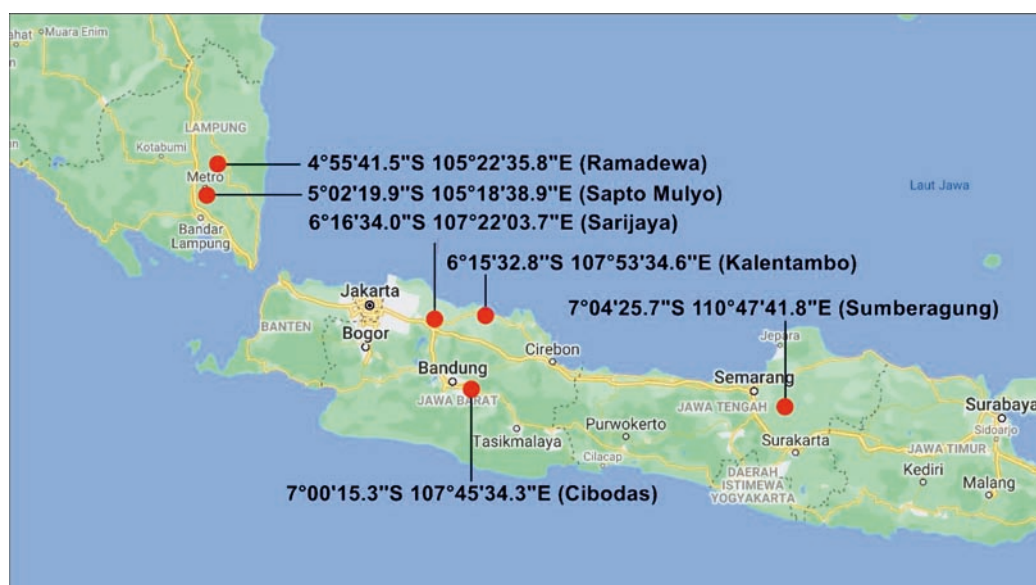 ahat
Muara Enim
LAMPUNG
Kotabumi
4°55'41.5"S 105°22'35.8"E (Ramadewa)
Metro
5°02'19.9"S 105°18'38.9"E (Sapto Mulyo)
Laut Jawa
6°16'34.0"S 107°22'03.7"E (Sarijaya)
Bandar
Lampung
6°15'32.8"S 107°53'34.6"E (Kalentambo)
Jakarta
7°04'25.7"S 110°47'41.8"E (Sumberagung)
BANTEN
Bogor
Jepara
Cirebon
Bandung
Semarang
JAWA BARAT
JAWA TENGAH
Surabaya
Purwokerto
Sidoarjo
Tasikmalaya
Surakarta
JAWA TIMUR
Cilacap
DAERAH
ISTIMEWA
YOGYAKARTA
Kediri
Malang
7°00'15.3"S 107°45'34.3"E (Cibodas)